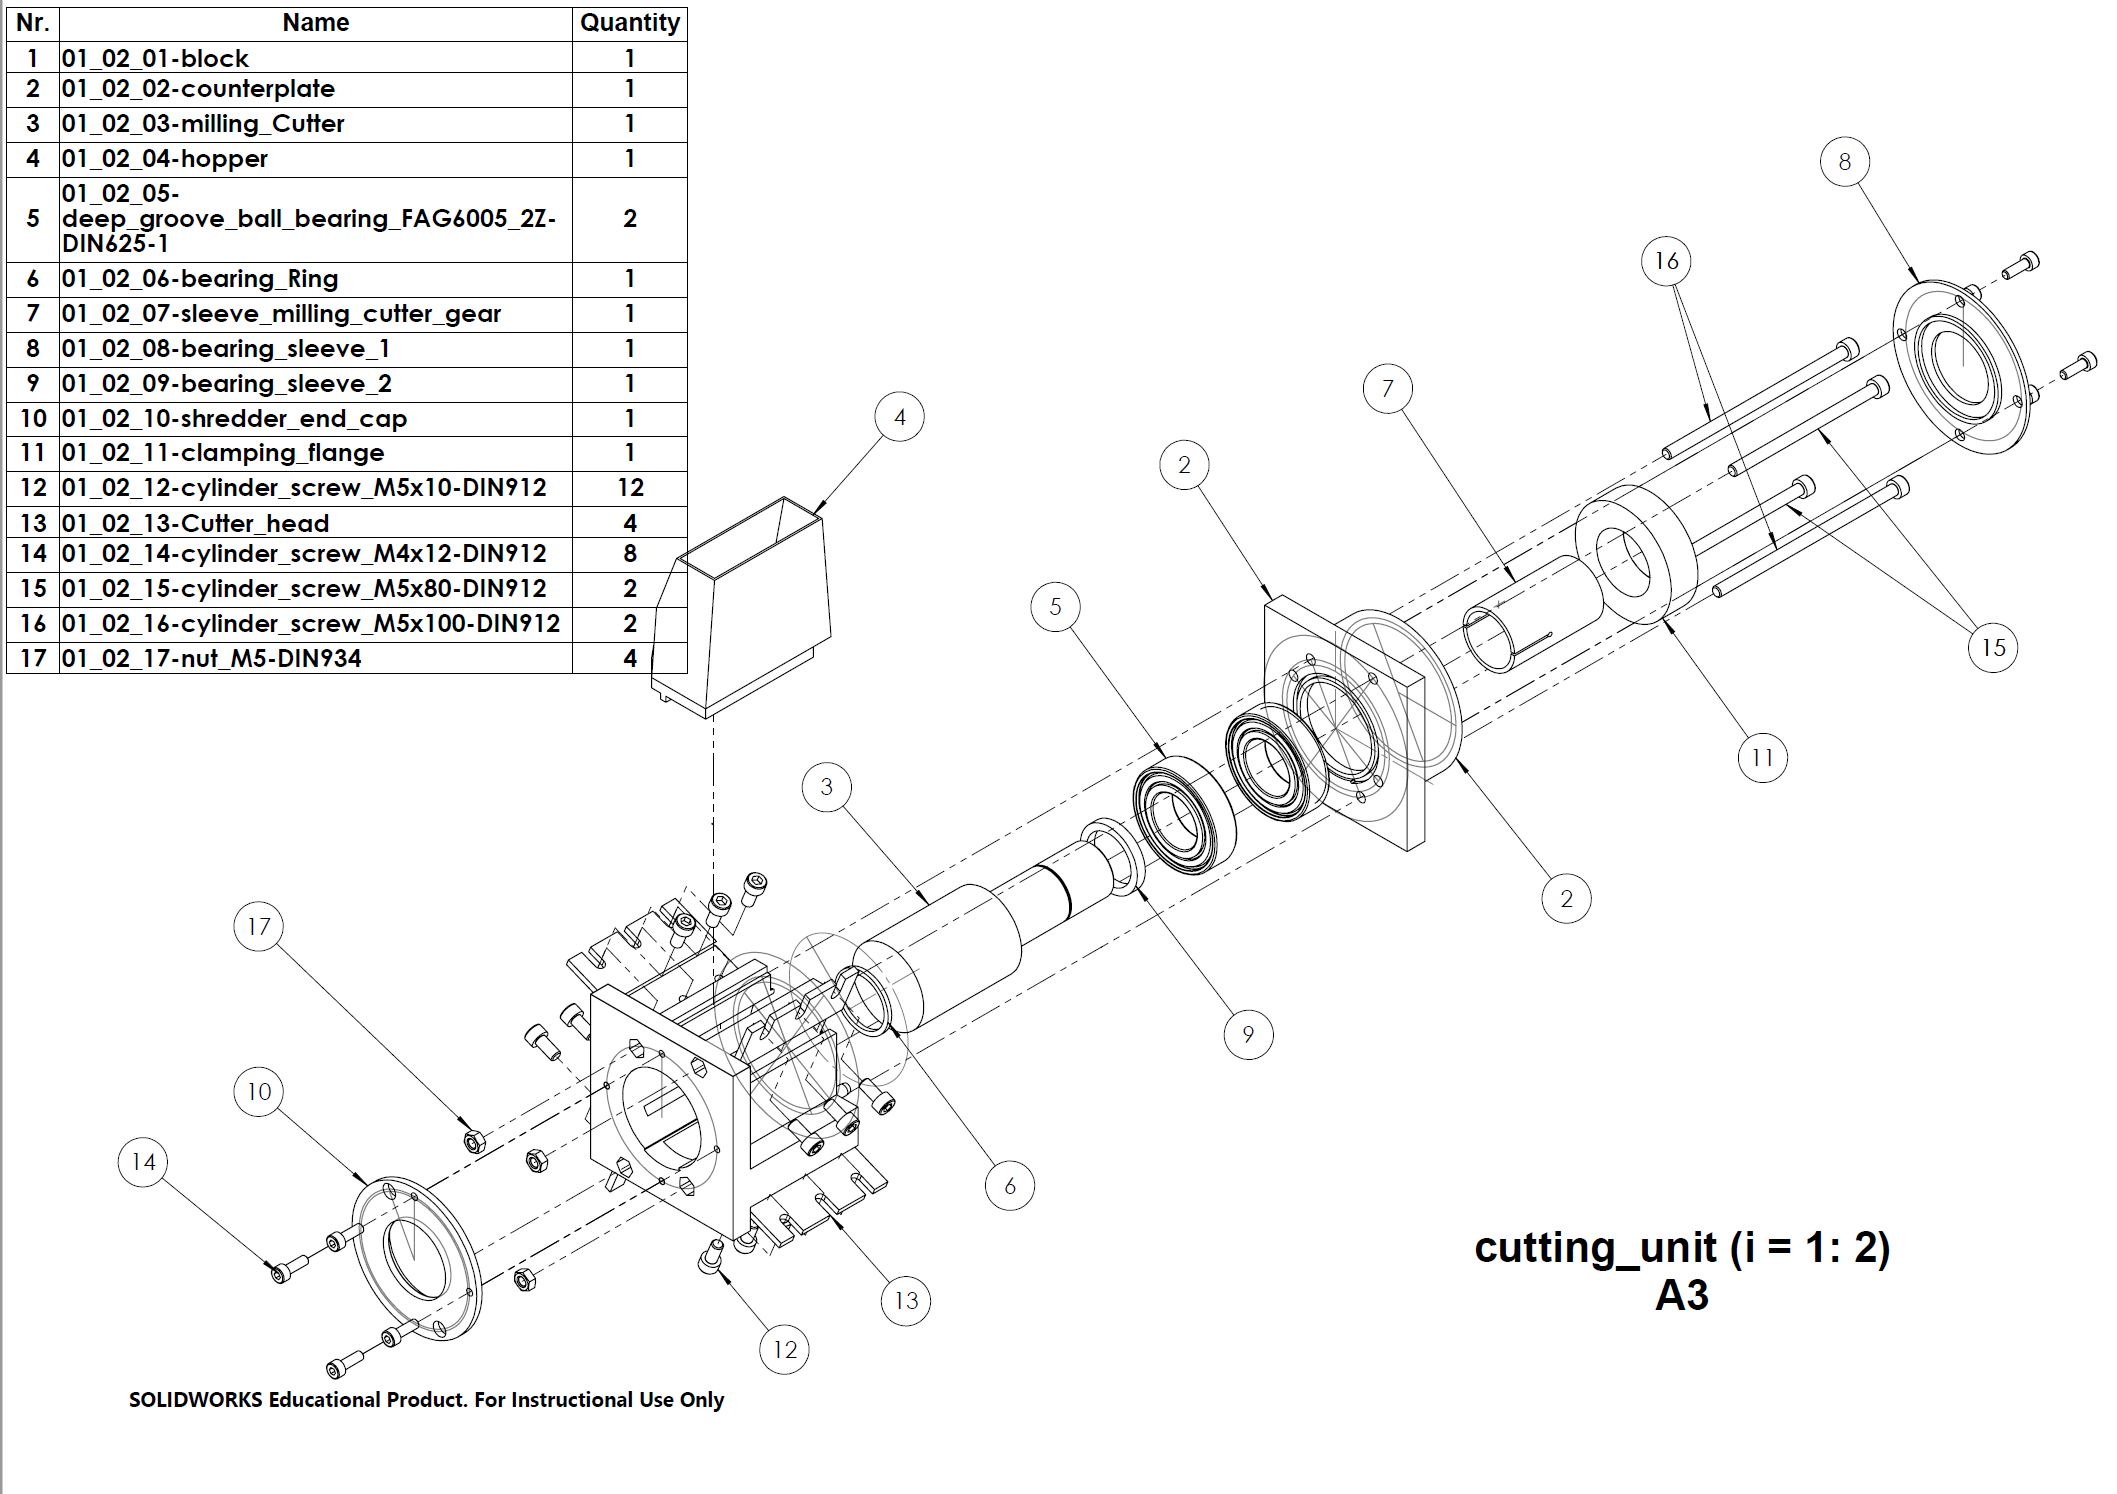 Nr. Name Quantity
1 01_02_01-block 1
2 01_02_02-counterplate 1
3 01_02_03-milling_Cutter 1
4 01_02_04-hopper 1
5 01_02_05-
deep_groove_ball_bearing_FAG6005_2Z-
DIN625-1 2
6 01_02_06-bearing_Ring 1
7 01_02_07-sleeve_milling_cutter_gear 1
8 01_02_08-bearing_sleeve_1 1
9 01_02_09-bearing_sleeve_2 1
10 01_02_10-shredder_end_cap 1
11 01_02_11-clamping_flange 1
12 01_02_12-cylinder_screw_M5x10-DIN912 12
13 01_02_13-Cutter_head 4
14 01_02_14-cylinder_screw_M4x12-DIN912 8
15 01_02_15-cylinder_screw_M5x80-DIN912 2
16 01_02_16-cylinder_screw_M5x100-DIN912 2
17 01_02_17-nut_M5-DIN934 4
8
16
7
4
2
5
15
11
3
2
17
9
10
14
6
13
12
cutting_unit (i = 1: 2)
A3
SOLIDWORKS Educational Product. For Instructional Use Only